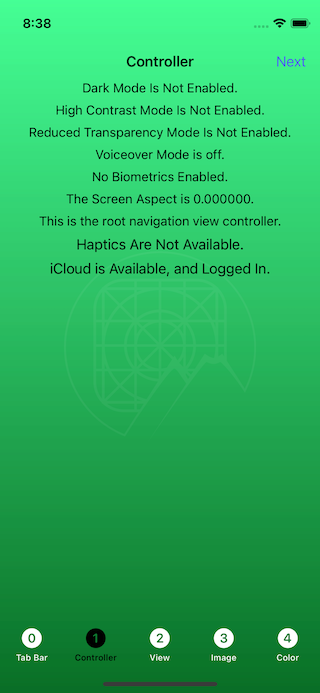 8:38
Controller
Next
Dark Mode Is Not Enabled.
High Contrast Mode Is Not Enabled.
Reduced Transparency Mode Is Not Enabled.
Voiceover Mode is off.
No Biometrics Enabled.
The Screen Aspect is 0.000000.
This is the root navigation view controller.
Haptics Are Not Available.
iCloud is Available, and Logged In.
0 1 2 3 4
Tab Bar Controller View Image Color